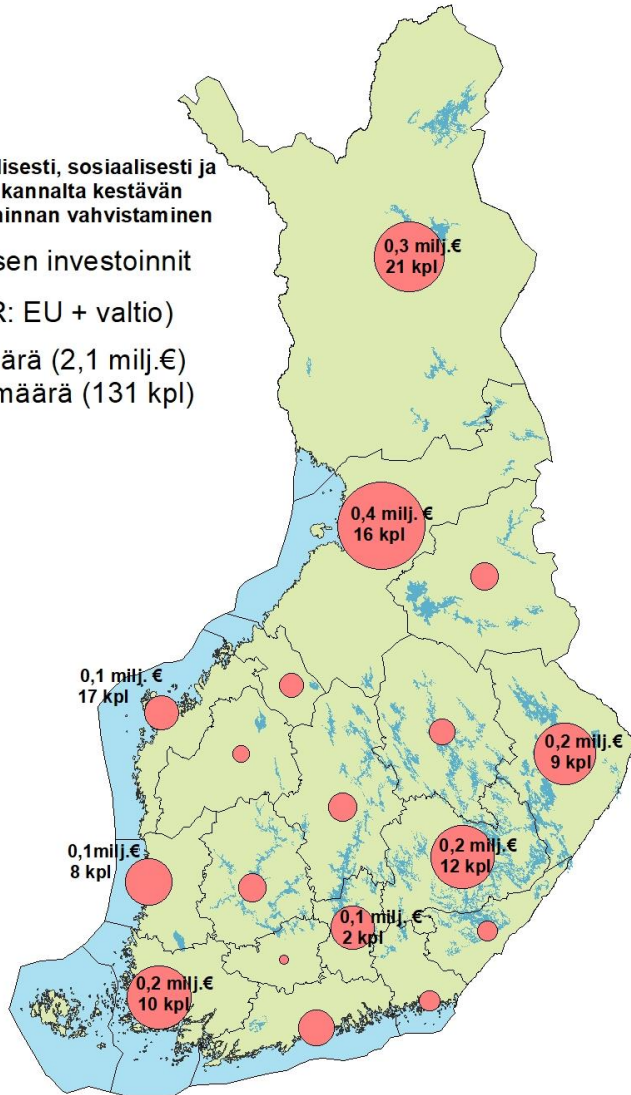 lisesti, sosiaalisesti ja
kannalta kestävän
innan vahvistaminen
sen investoinnit
R: EU + valtio)
ärä (2,1 milj.€)
määrä (131 kpl)
0,3 milj.€
21 kpl
0,4 milj. €
16 kpl
0,1 milj. €
17 kpl
0,2 milj.€
9 kpl
0,1milj.€
8 kpl
0,2 milj.€
12 kpl
0,1 milj. €
2 kpl
0,2 milj.€
10 kpl